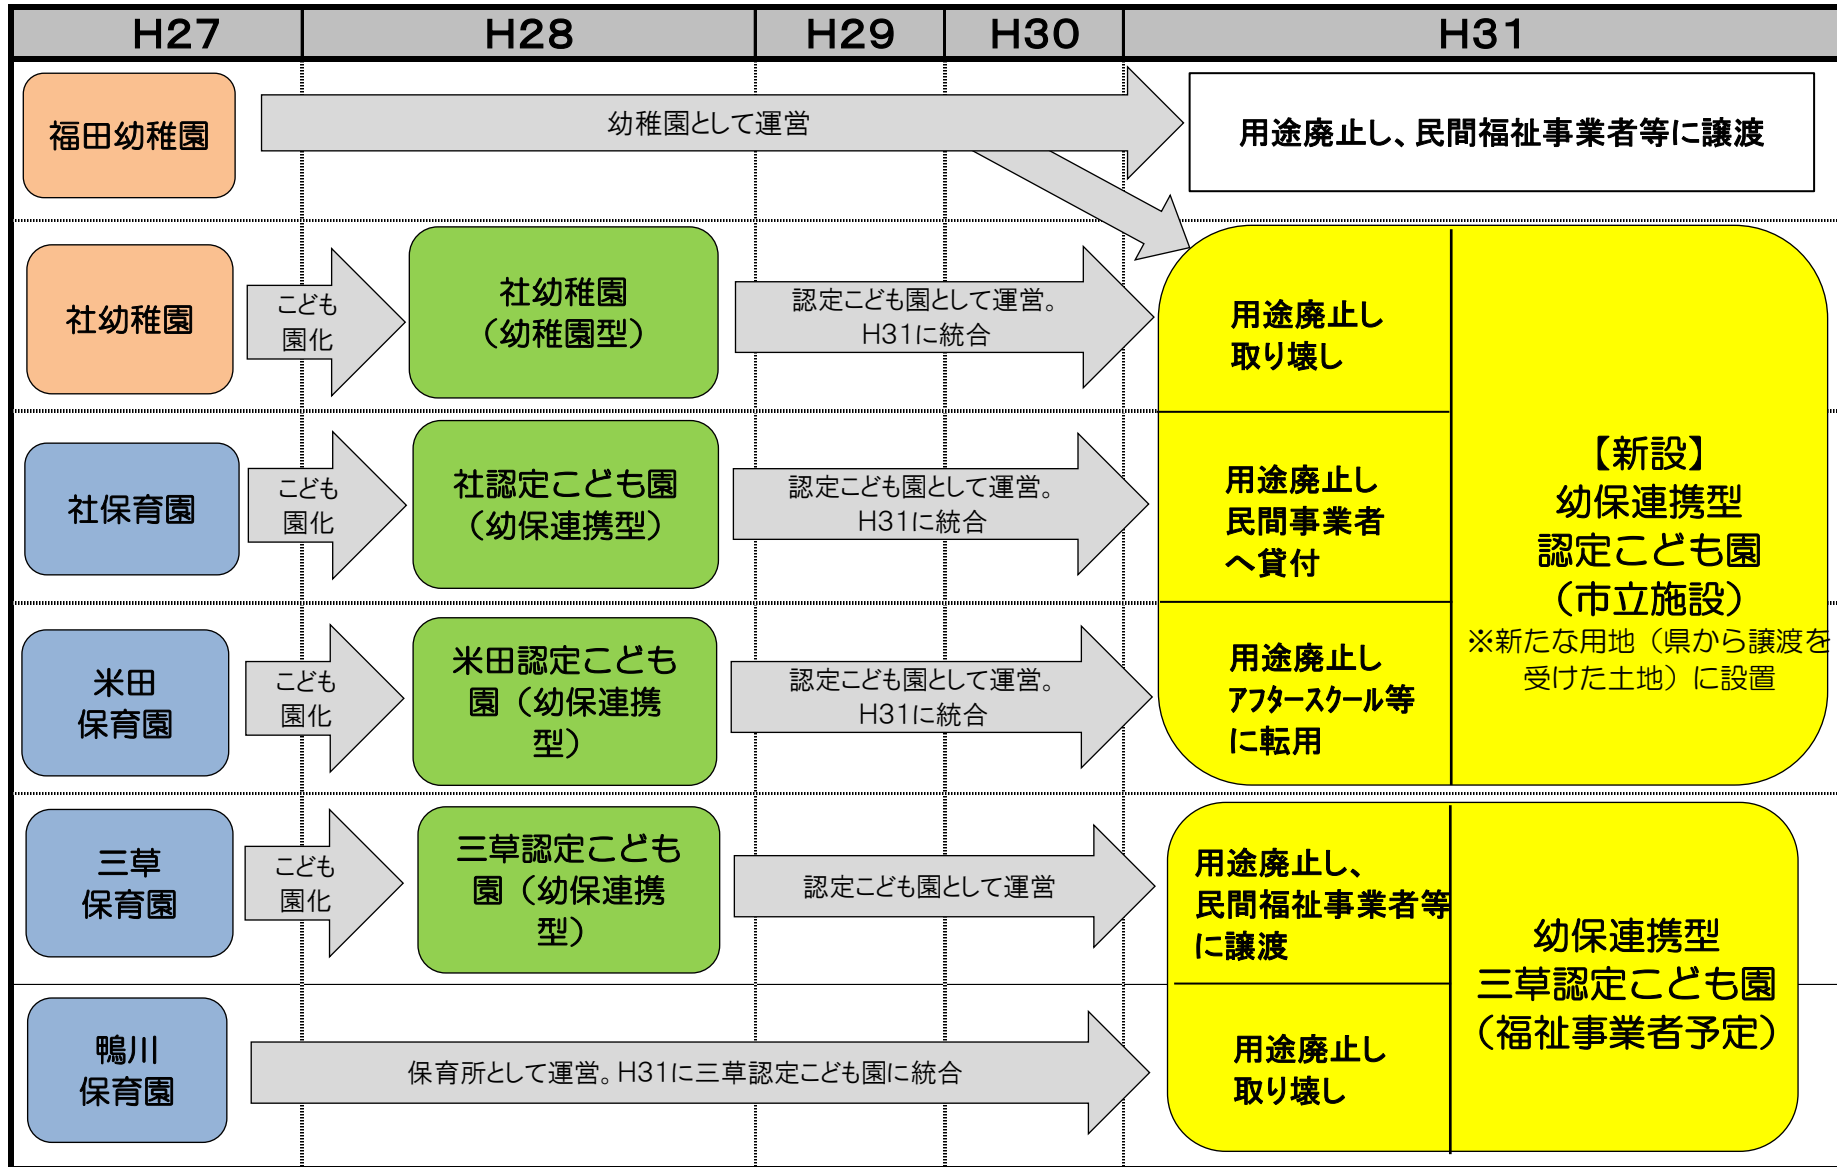 H27
H28
H29
H30
H31
福田幼稚園
幼稚園として運営
用途廃止し、民間福祉事業者等に譲渡
社幼稚園
こども
園化
社幼稚園
（幼稚園型）
認定こども園として運営。
H31に統合
用途廃止し
取り壊し
社保育園
こども
園化
社認定こども園
（幼保連携型）
認定こども園として運営。
H31に統合
用途廃止し
民間事業者
へ貸付
【新設】
幼保連携型
認定こども園
（市立施設）
※新たな用地（県から譲渡を
受けた土地）に設置
米田
保育園
こども
園化
米田認定こども
園（幼保連携
型）
認定こども園として運営。
H31に統合
用途廃止し
ｱﾌﾀｰｽｸｰﾙ等
に転用
三草
保育園
こども
園化
三草認定こども
園（幼保連携
型）
認定こども園として運営
用途廃止し、
民間福祉事業者等
に譲渡
幼保連携型
三草認定こども園
（福祉事業者予定）
鴨川
保育園
保育所として運営。H31に三草認定こども園に統合
用途廃止し
取り壊し